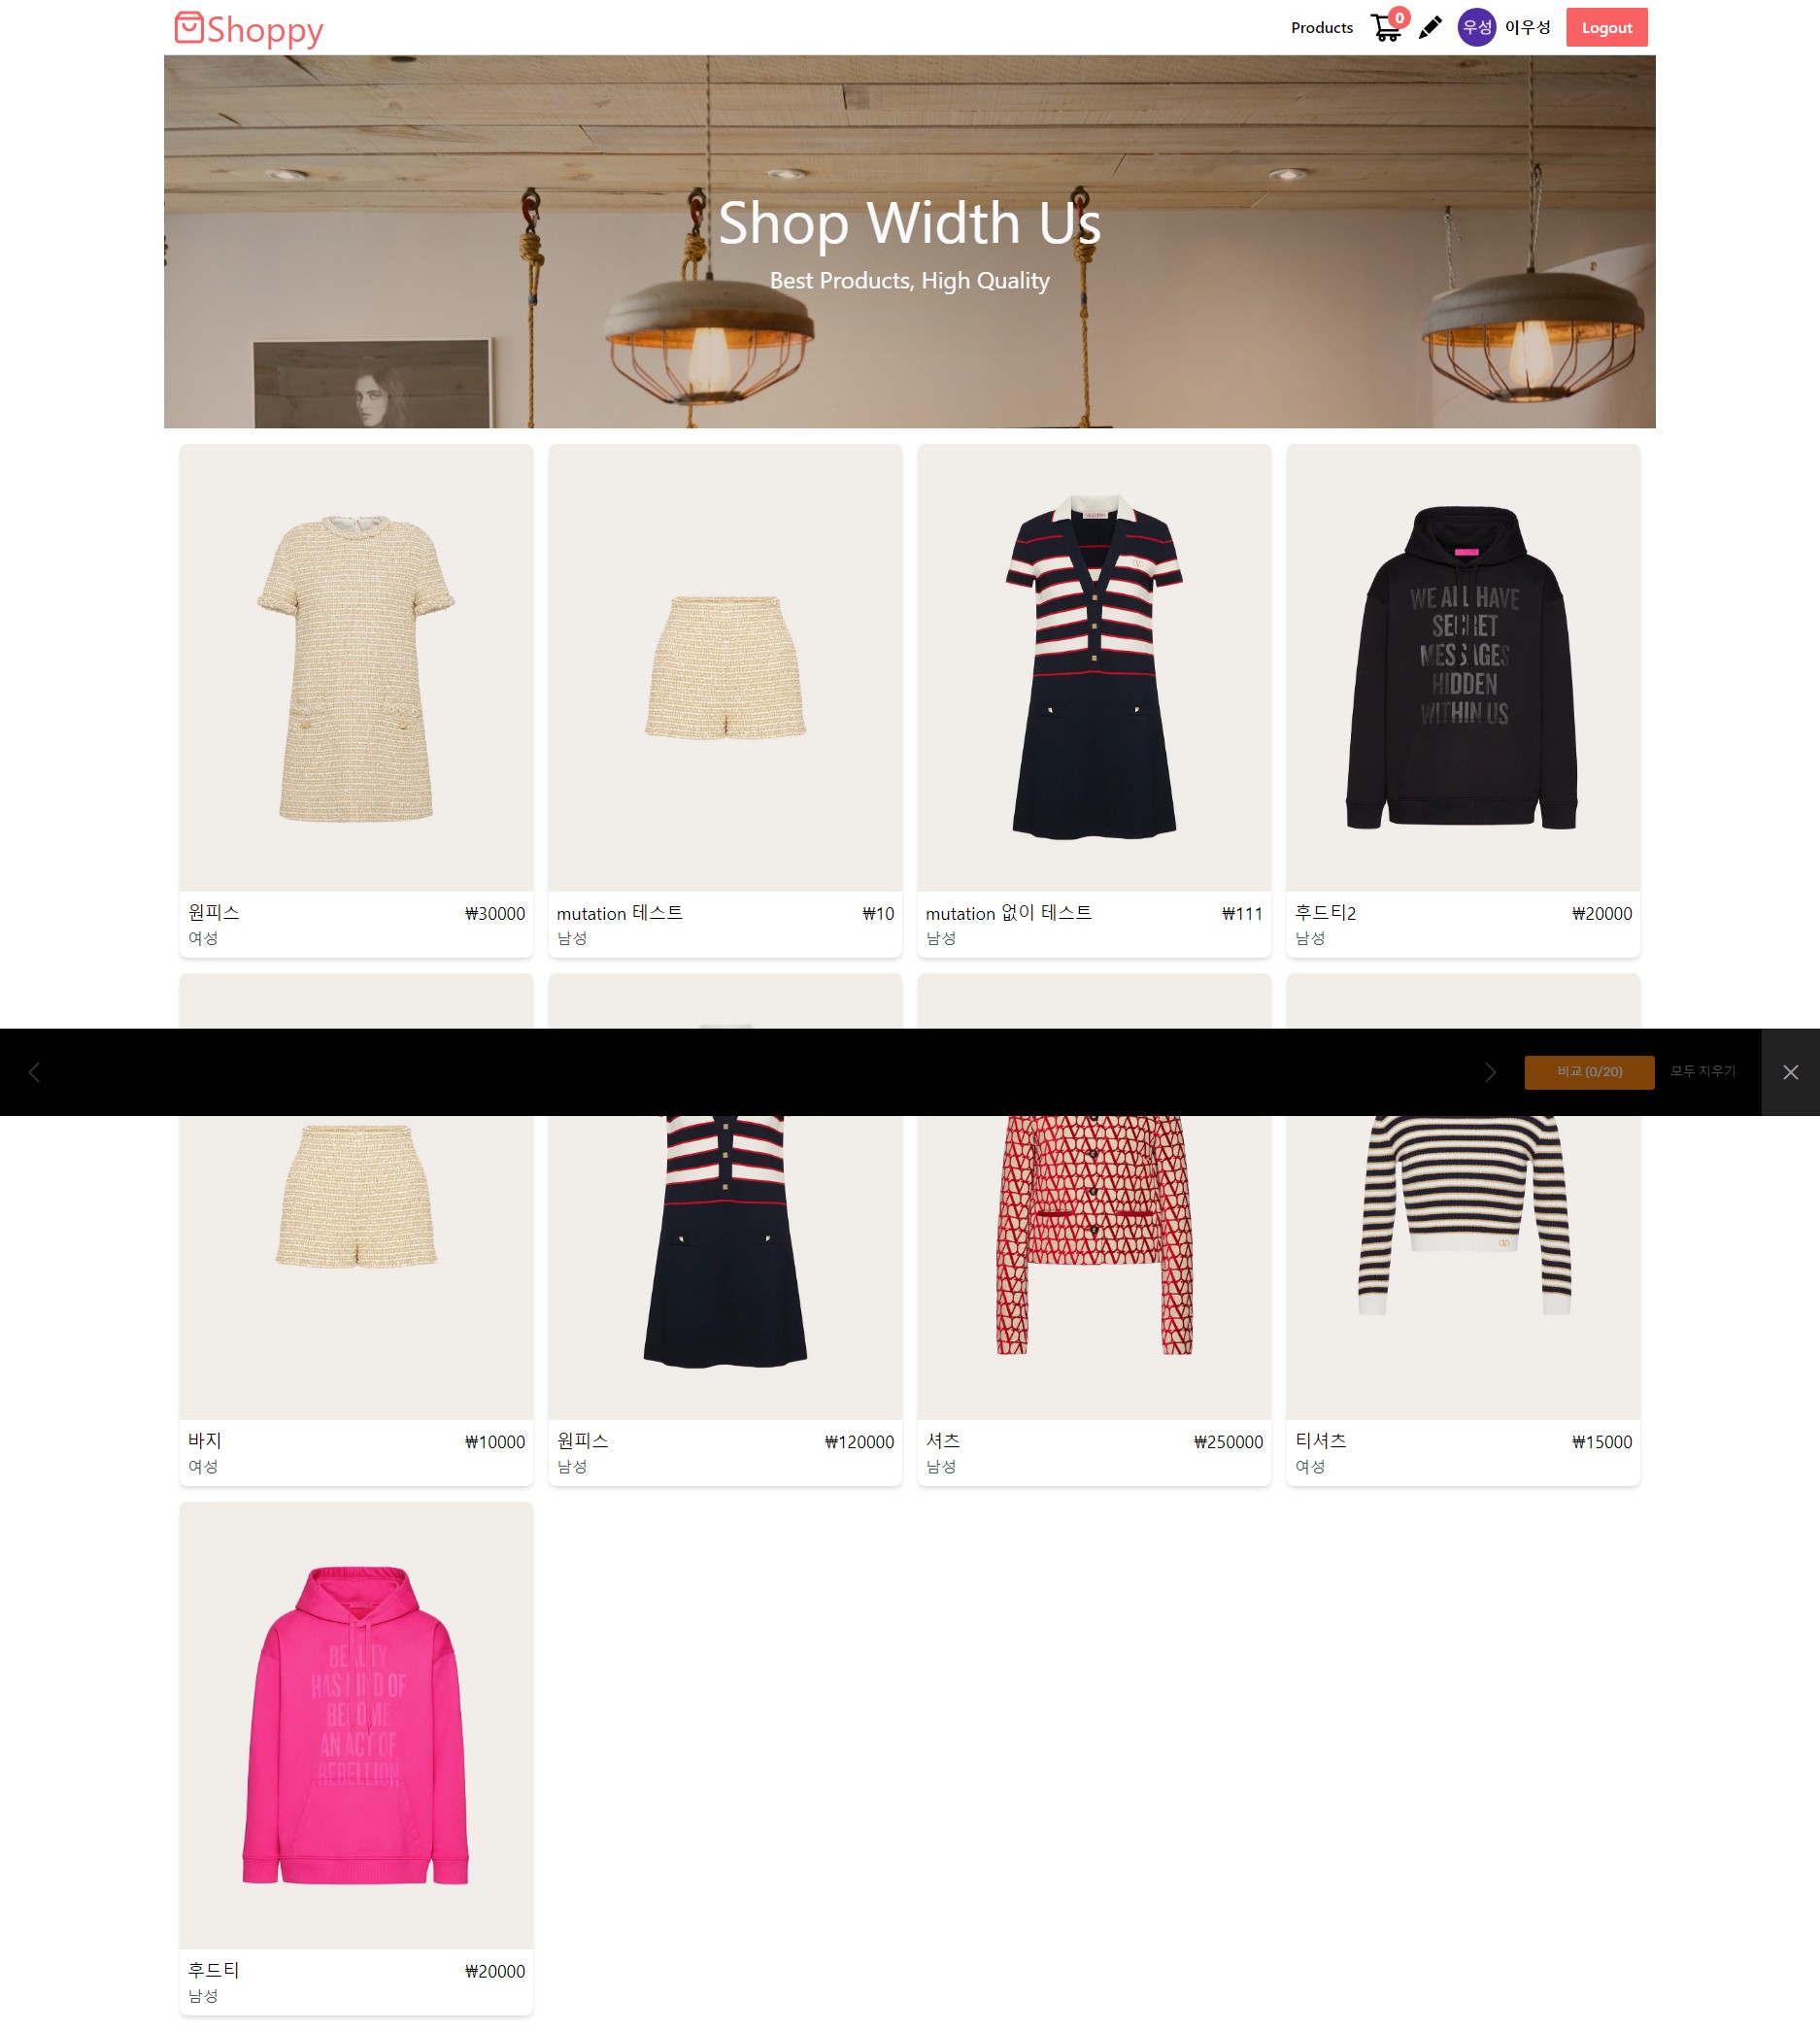 Shoppy
Products
0
우성
이우성
Logout
Shop Width Us
Best Products, High Quality
WE ALL HAVE
SECRET
MESSAGES
HIDDEN
WITHIN US
원피스 ₩30000
여성
mutation 테스트 ₩10
남성
mutation 없이 테스트 ₩111
남성
후드티2 ₩20000
남성
비교 (0/20)
모두 지우기
바지 ₩10000
여성
원피스 ₩120000
남성
셔츠 ₩250000
남성
티셔츠 ₩15000
여성
BEAUTY
HAS KIND OF
BECOME
AN ACT OF
REBELLION
후드티 ₩20000
남성